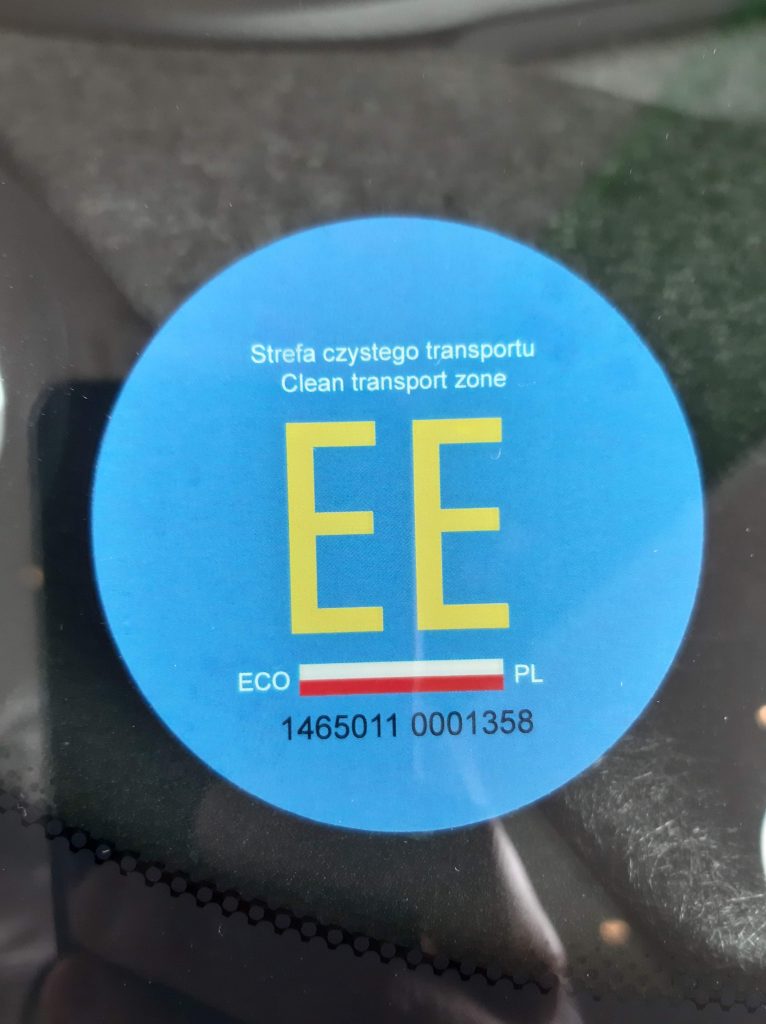 Strefa czystego transportu
Clean transport zone
EE
ECO PL
1465011 0001358